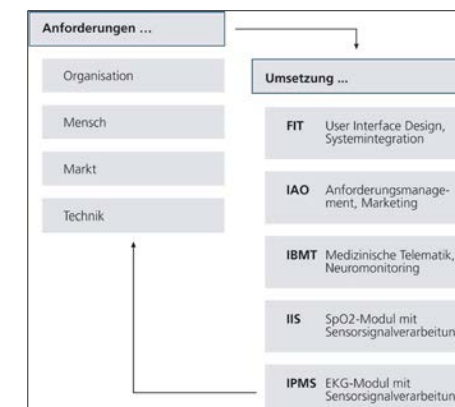 Anforderungen ...
Organisation
Mensch
Markt
Technik
Umsetzung ...
FIT User Interface Design,
Systemintegration
IAO Anforderungsmanage-
ment, Marketing
IBMT Medizinische Telematik,
Neuromonitoring
IIS SpO2-Modul mit
Sensorsignalverarbeitun
IPMS EKG-Modul mit
Sensorsignalverarbeitun